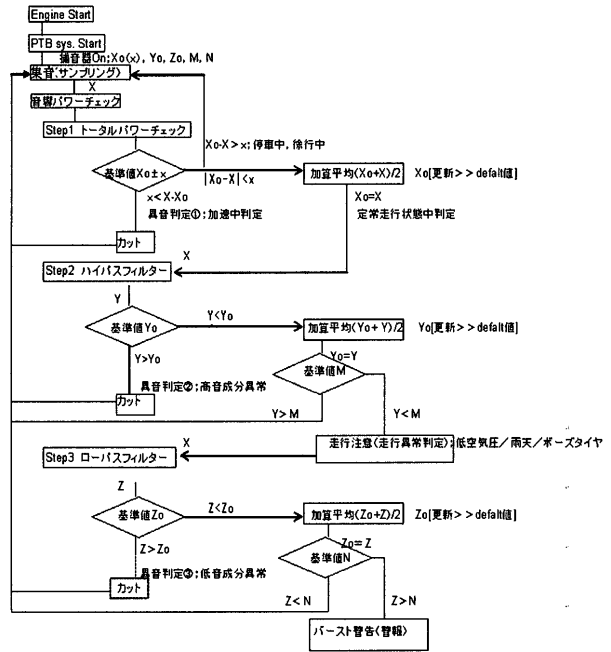 Engine Start
PTB sys. Start
捕音器On;Xo(x), Yo, Zo, M, N
集音(サンプリング)
X
音響パワーチェック
Step1 トータルパワーチェック
Xo-X>x;停車中, 徐行中
基準値Xo±x
|Xo-X|<x
加算平均(Xo+X)/2
Xo[更新>>defalt値]
x<X-Xo
Xo=X
異音判定①;加速中判定
定常走行状態中判定
カット
X
Step2 ハイパスフィルター
Y
Y<Yo
基準値Yo
加算平均(Yo+Y)/2
Yo[更新>>defalt値]
Y>Yo
Yo=Y
基準値M
異音判定②;高音成分異常
カット
Y>M
Y<M
X
走行注意(走行異常判定);低空気圧/雨天/ボーズタイヤ
Step3 ローパスフィルター
Z
Z<Zo
基準値Zo
加算平均(Zo+Z)/2
Zo[更新>>defalt値]
Z>Zo
Zo=Z
基準値N
異音判定③;低音成分異常
カット
Z<N
Z>N
バースト警告(警報)